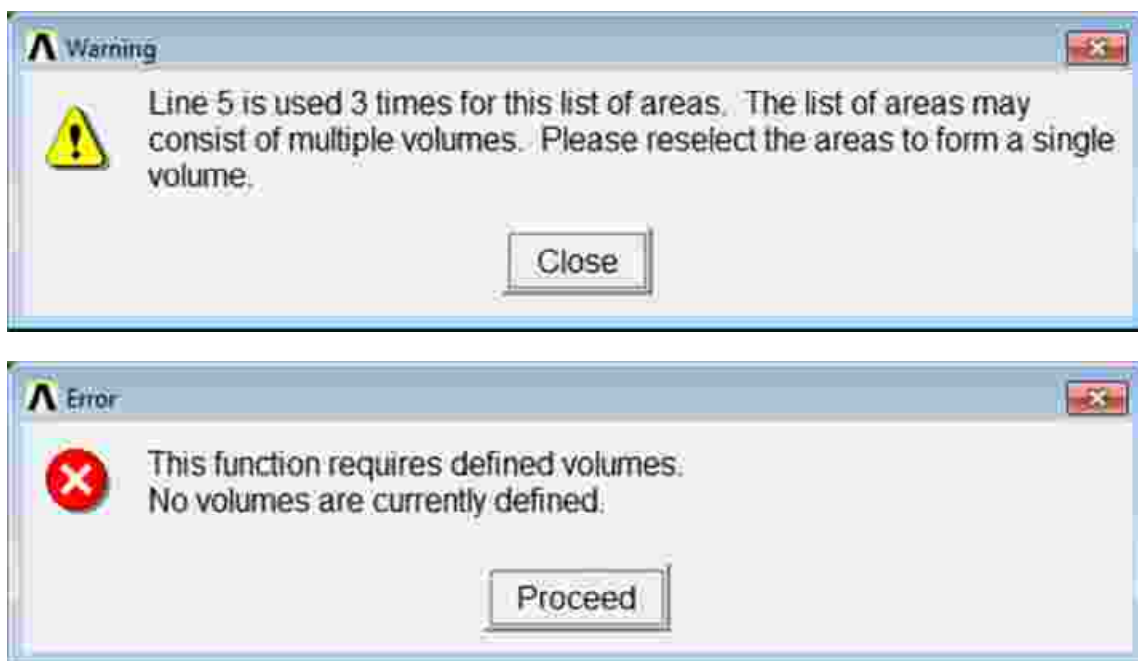 Warning
Line 5 is used 3 times for this list of areas. The list of areas may
consist of multiple volumes. Please reselect the areas to form a single
volume.
Close
Error
This function requires defined volumes.
No volumes are currently defined.
Proceed